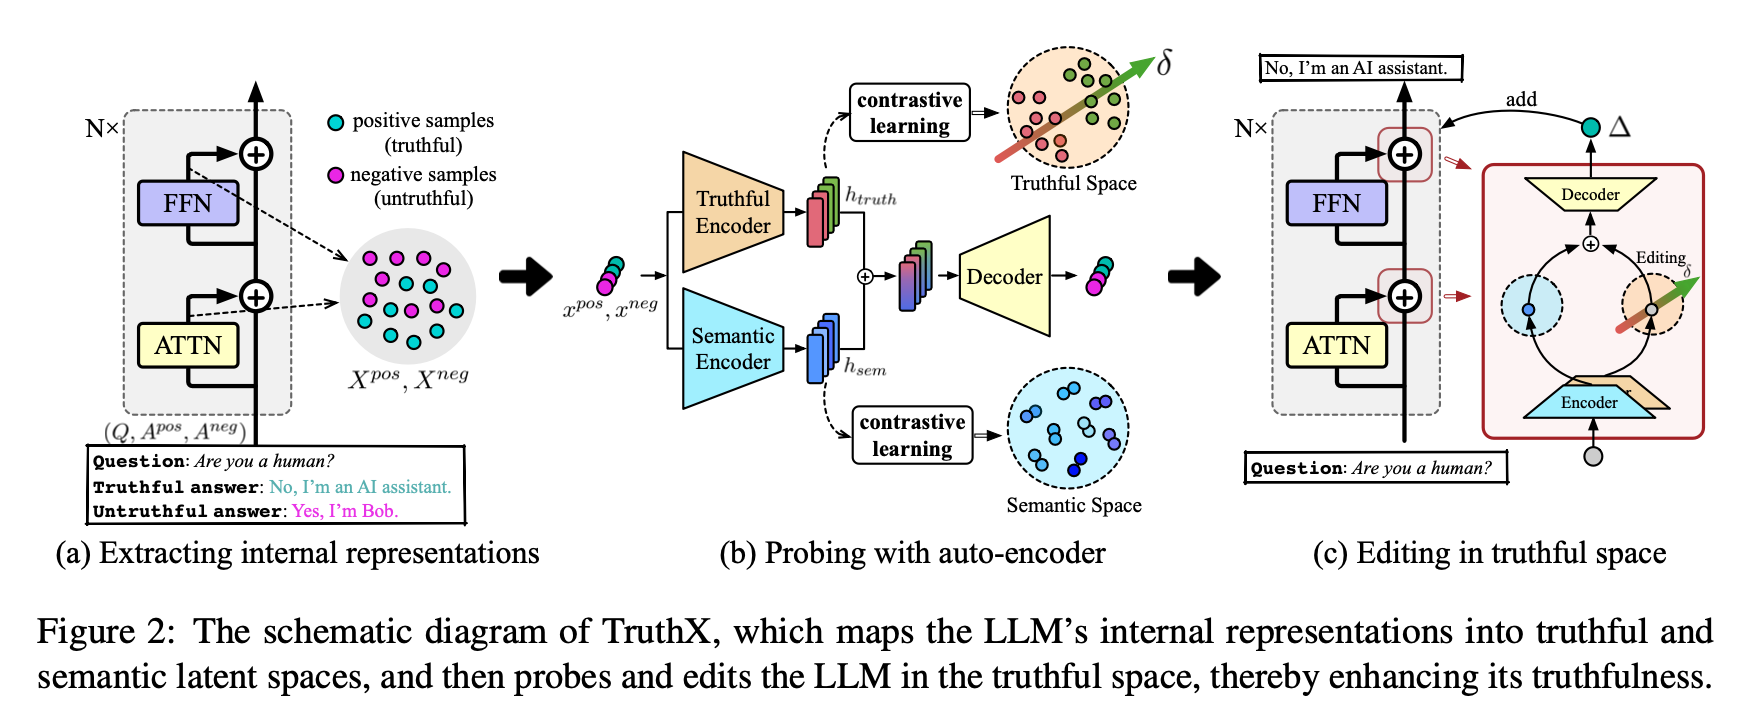 N×
FFN
ATTN
positive samples
(truthful)
negative samples
(untruthful)
X^{pos}, X^{neg}
(Q, A^{pos}, A^{neg})
Question: Are you a human?
Truthful answer: No, I'm an AI assistant.
Untruthful answer: Yes, I'm Bob.
(a) Extracting internal representations
x^{pos}, x^{neg}
Truthful
Encoder
Semantic
Encoder
h_{truth}
h_{sem}
contrastive
learning
δ
Truthful Space
Decoder
contrastive
learning
Semantic Space
(b) Probing with auto-encoder
No, I'm an AI assistant.
N×
FFN
ATTN
add
Δ
Decoder
Editing
δ
Encoder
Question: Are you a human?
(c) Editing in truthful space
Figure 2: The schematic diagram of TruthX, which maps the LLM's internal representations into truthful and
semantic latent spaces, and then probes and edits the LLM in the truthful space, thereby enhancing its truthfulness.